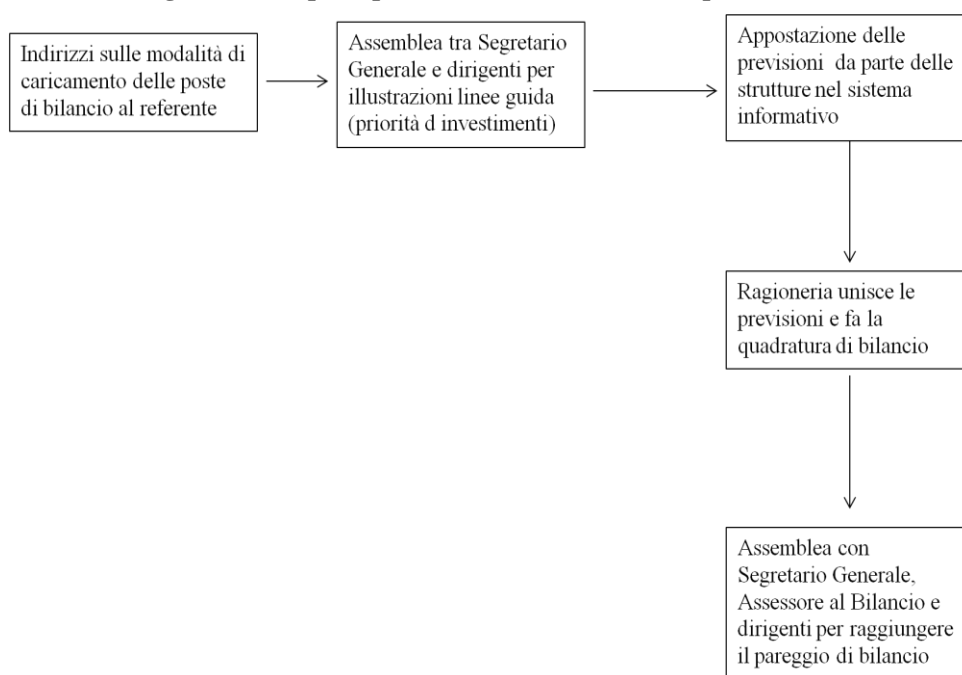 Indirizzi sulle modalità di
caricamento delle poste
di bilancio al referente
Assemblea tra Segretario
Generale e dirigenti per
illustrazioni linee guida
(priorità d investimenti)
Appostazione delle
previsioni da parte delle
strutture nel sistema
informativo
Ragioneria unisce le
previsioni e fa la
quadratura di bilancio
Assemblea con
Segretario Generale,
Assessore al Bilancio e
dirigenti per raggiungere
il pareggio di bilancio